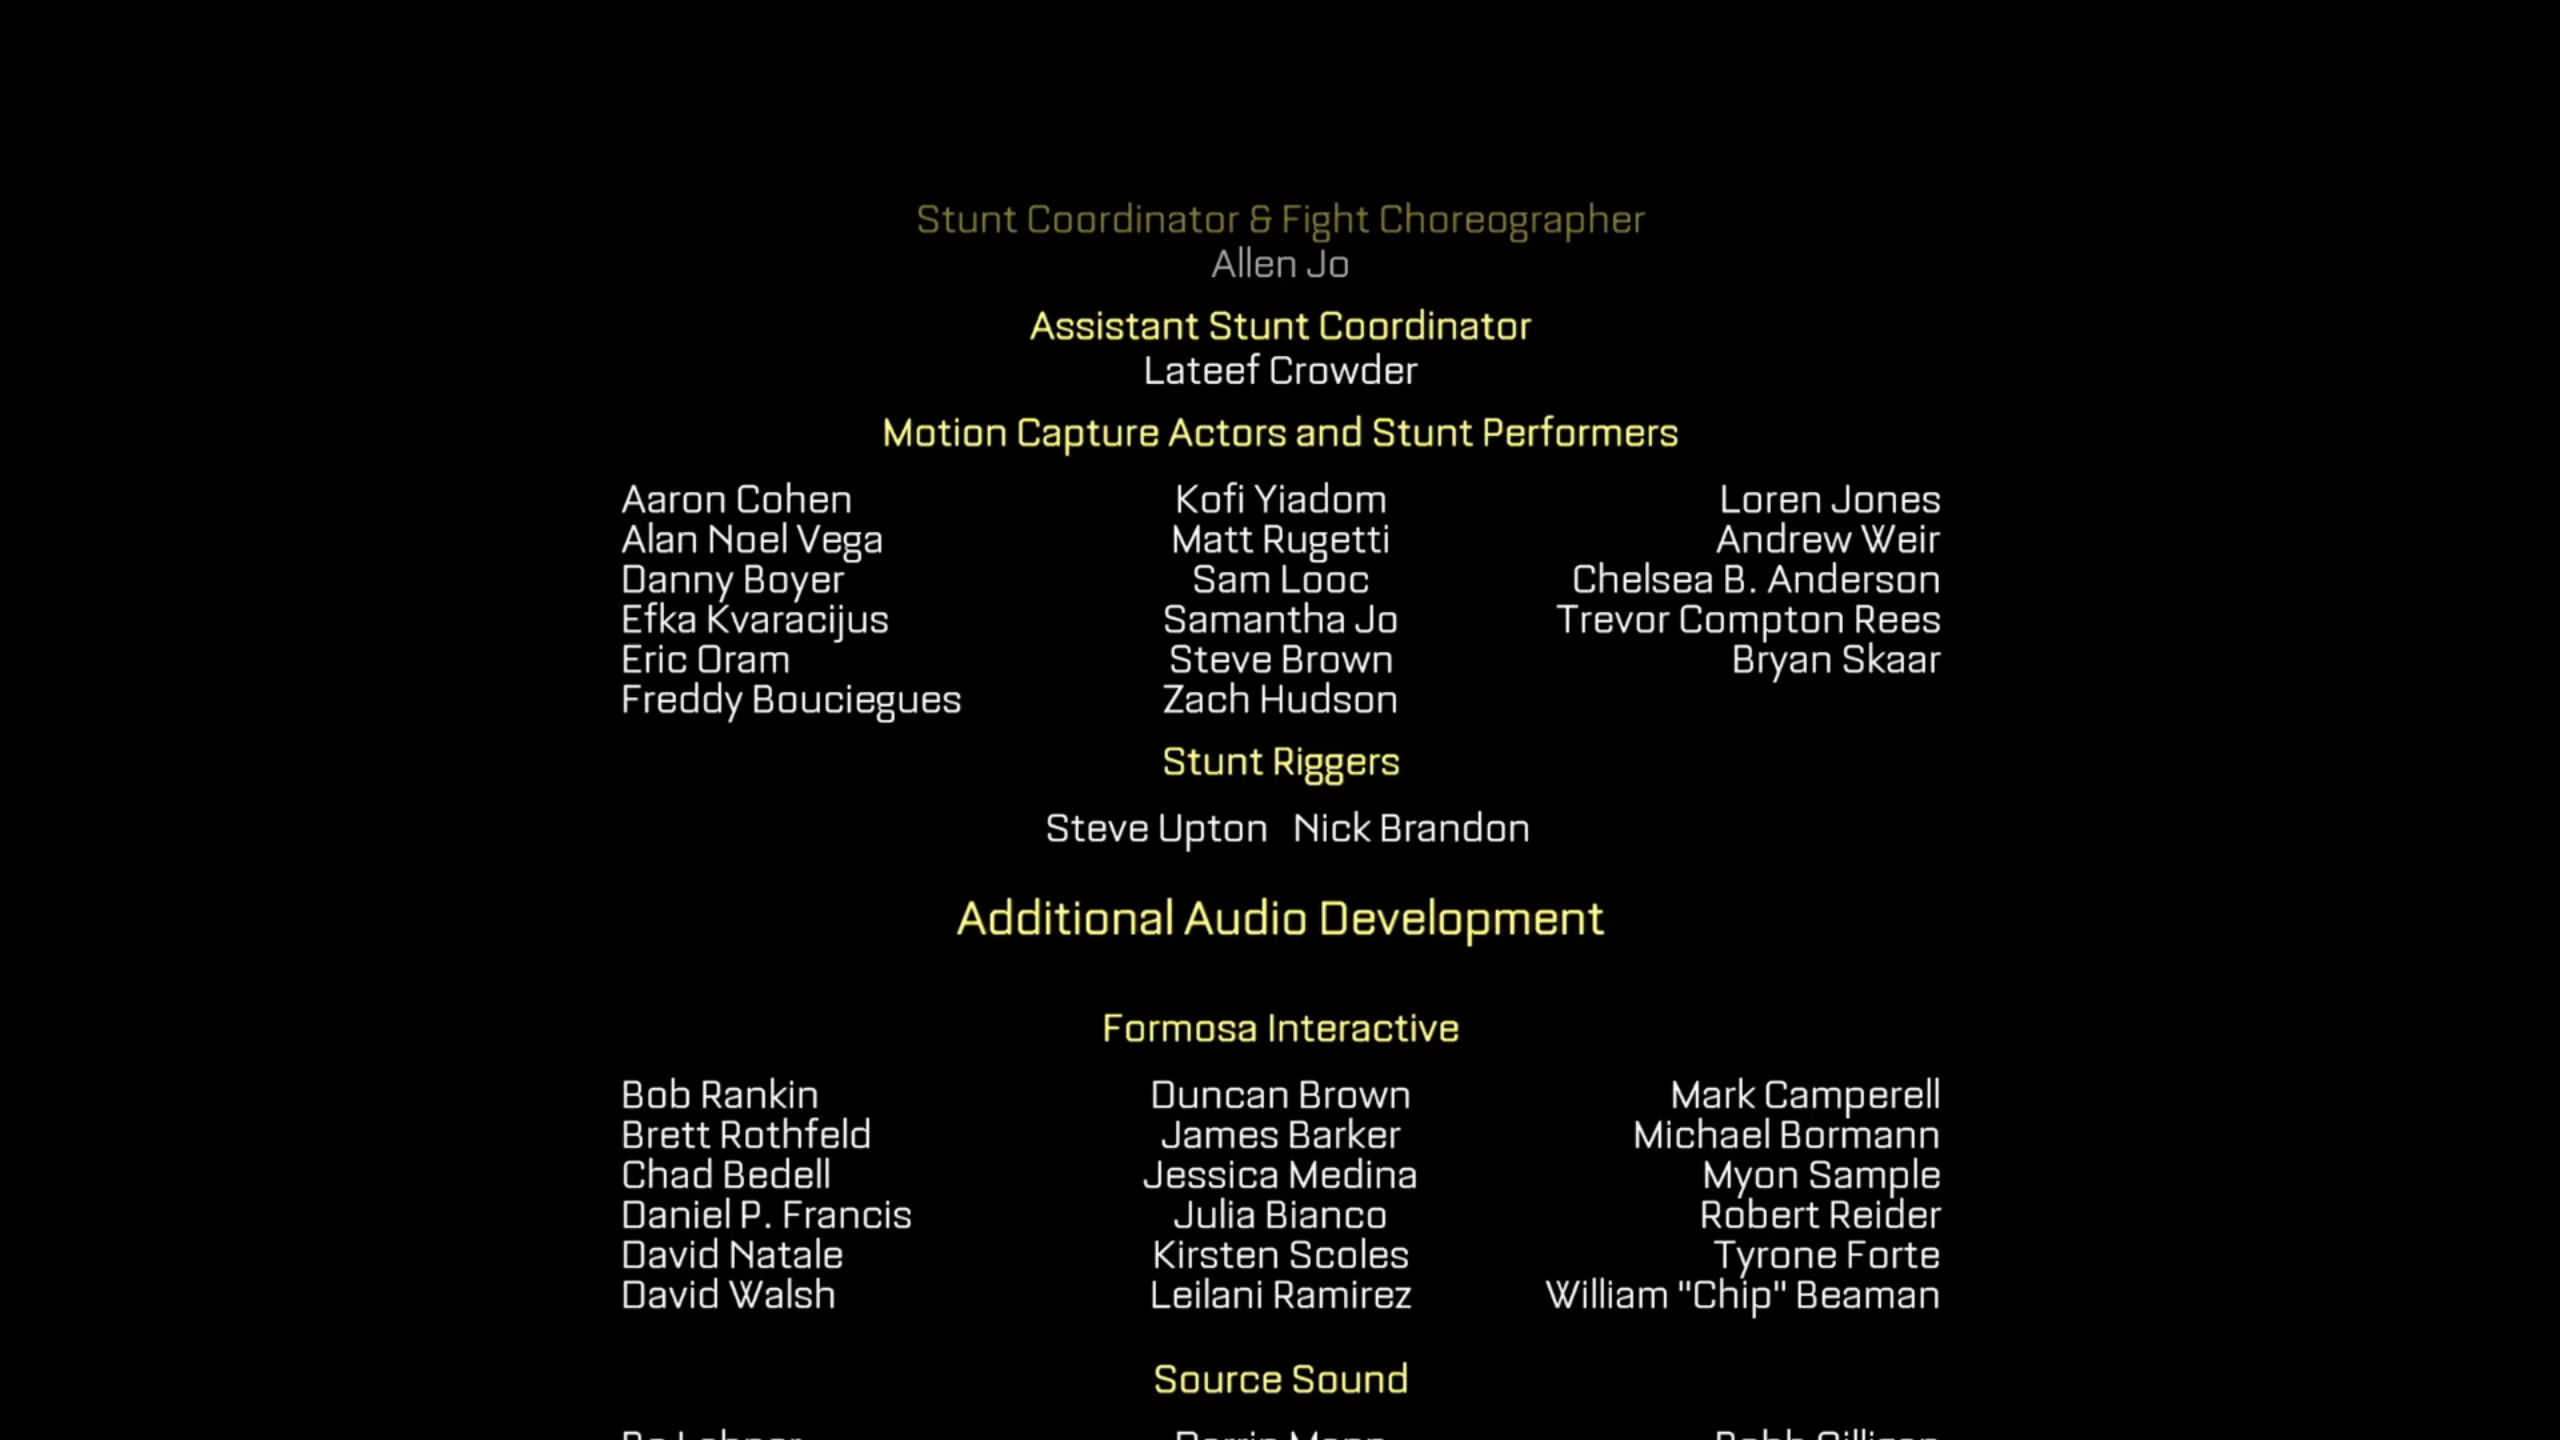 Stunt Coordinator & Fight Choreographer
Allen Jo
Assistant Stunt Coordinator
Lateef Crowder
Motion Capture Actors and Stunt Performers
Aaron Cohen Kofi Yiadom Loren Jones
Alan Noel Vega Matt Rugetti Andrew Weir
Danny Boyer Sam Looc Chelsea B. Anderson
Efka Kvaracijus Samantha Jo Trevor Compton Rees
Eric Oram Steve Brown Bryan Skaar
Freddy Bouciegues Zach Hudson
Stunt Riggers
Steve Upton Nick Brandon
Additional Audio Development
Formosa Interactive
Bob Rankin Duncan Brown Mark Camperell
Brett Rothfeld James Barker Michael Bormann
Chad Bedell Jessica Medina Myon Sample
Daniel P. Francis Julia Bianco Robert Reider
David Natale Kirsten Scoles Tyrone Forte
David Walsh Leilani Ramirez William "Chip" Beaman
Source Sound